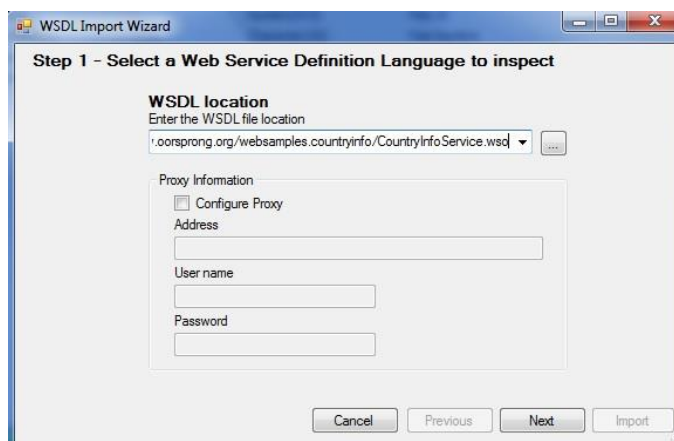 WSDL Import Wizard
Step 1 - Select a Web Service Definition Language to inspect
WSDL location
Enter the WSDL file location
.oorsprong.org/websamples.countryinfo/CountryInfoService.wso
...
Proxy Information
Configure Proxy
Address
User name
Password
Cancel Previous Next Import